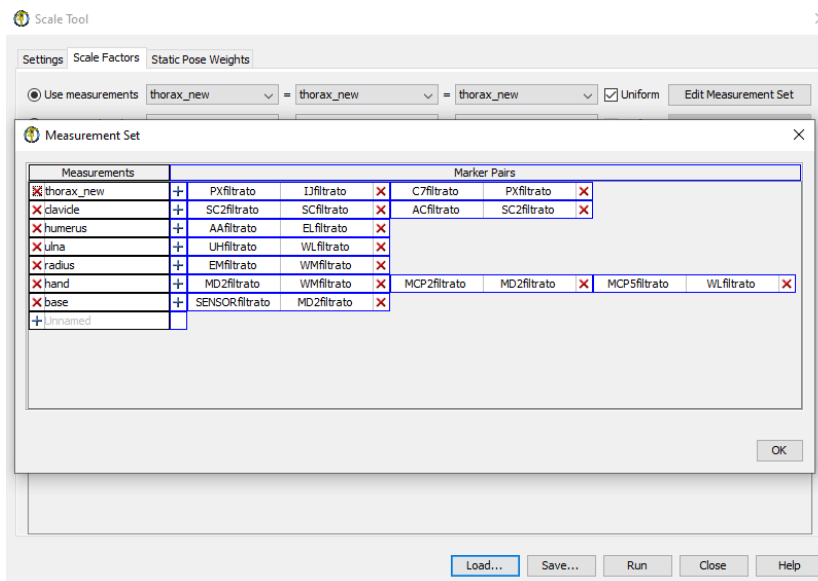 Scale Tool
Settings Scale Factors Static Pose Weights
Use measurements thorax_new = thorax_new = thorax_new Uniform Edit Measurement Set
Measurement Set
Measurements Marker Pairs
thorax_new + PXfiltrato IJfiltrato C7filtrato PXfiltrato
clavicle + SC2filtrato SCfiltrato ACfiltrato SC2filtrato
humerus + AAfiltrato ELfiltrato
ulna + UHfiltrato WLfiltrato
radius + EMfiltrato WMfiltrato
hand + MD2filtrato WMfiltrato MCP2filtrato MD2filtrato MCP5filtrato WLfiltrato
base + SENSORfiltrato MD2filtrato
+ Unnamed
OK
Load... Save... Run Close Help